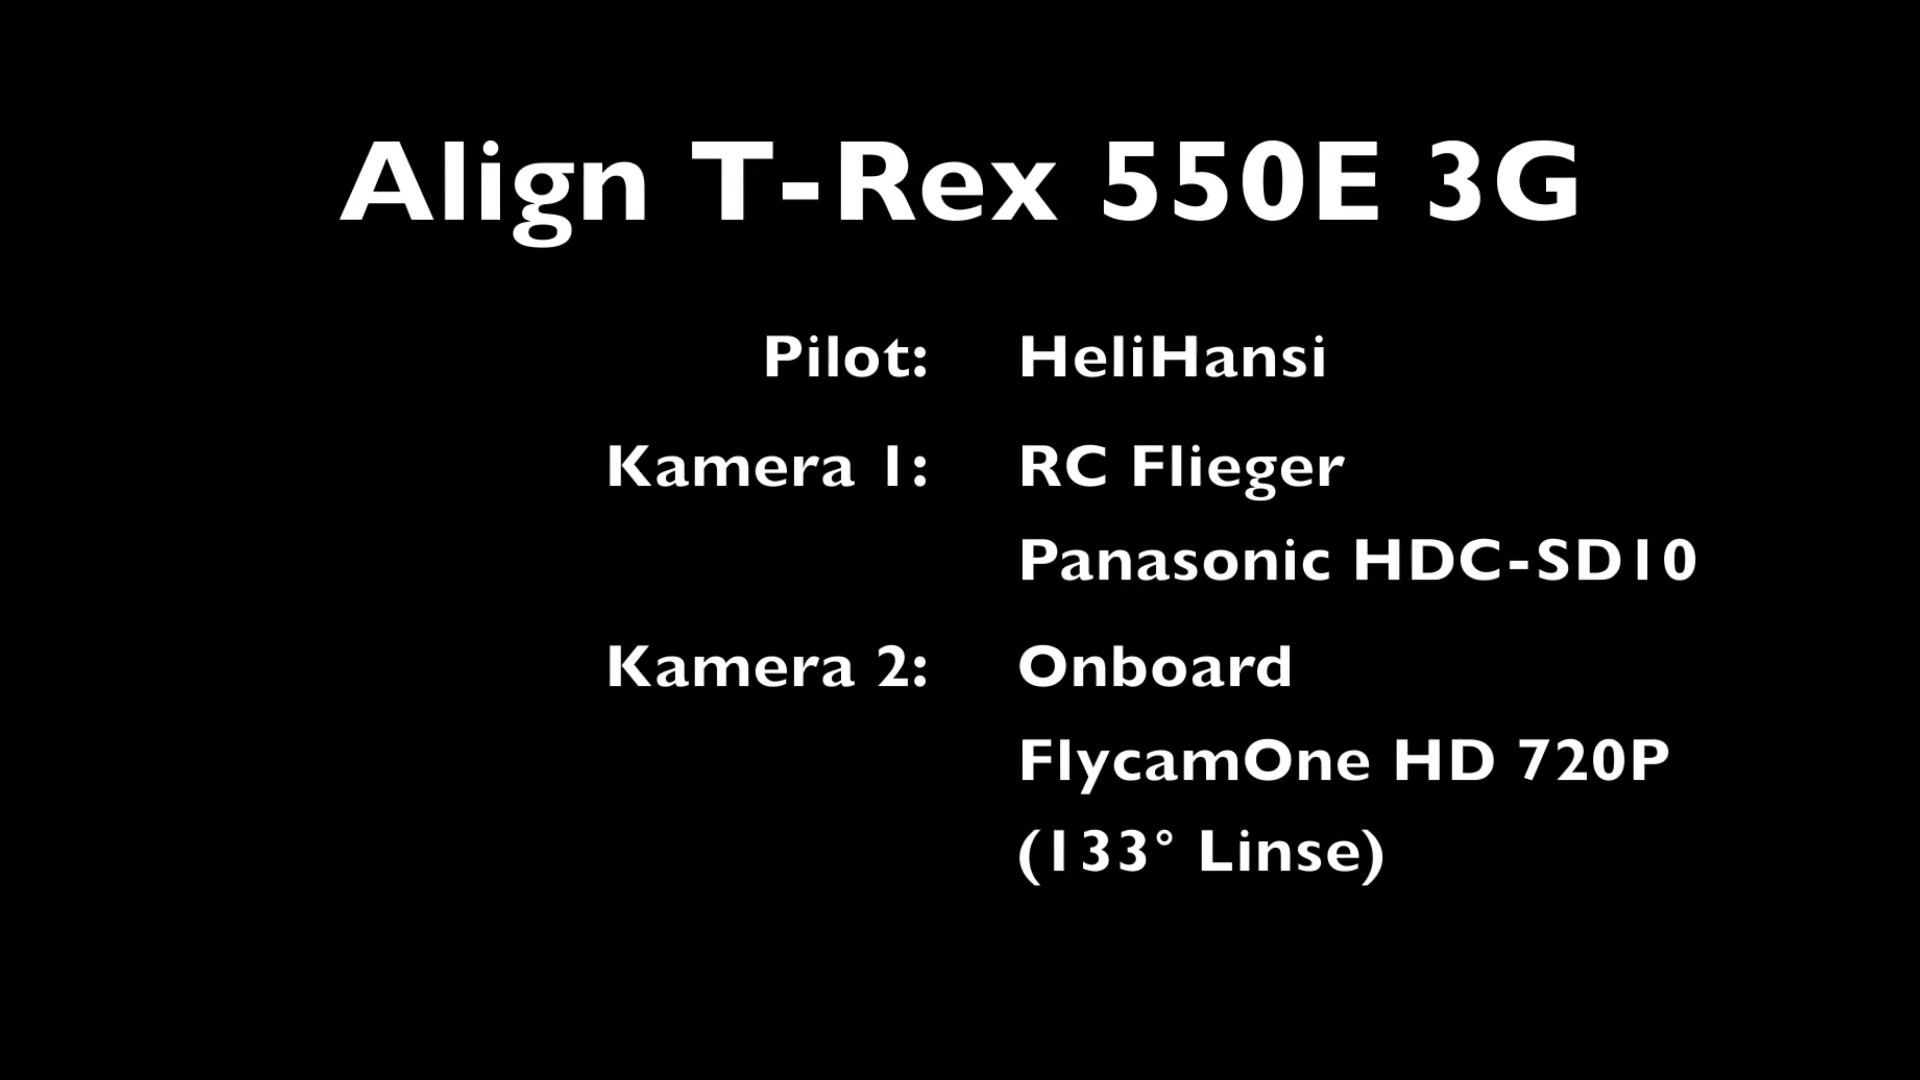 Align T-Rex 550E 3G
Pilot: HeliHansi
Kamera 1: RC Flieger
Panasonic HDC-SD10
Kamera 2: Onboard
FlycamOne HD 720P
(133° Linse)